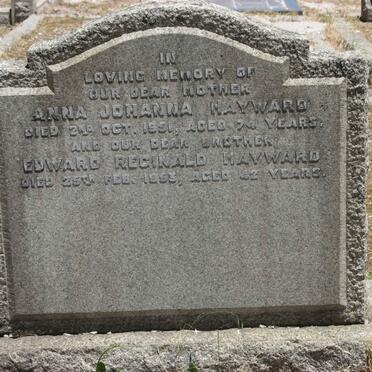 IN
LOVING MEMORY OF
OUR DEAR MOTHER
ANNA JOHANNA HAYWARD
DIED 2ND OCT. 1951, AGED 74 YEARS.
AND OUR DEAR BROTHER
EDWARD REGINALD HAYWARD
DIED 25TH FEB. 1953, AGED 42 YEARS.